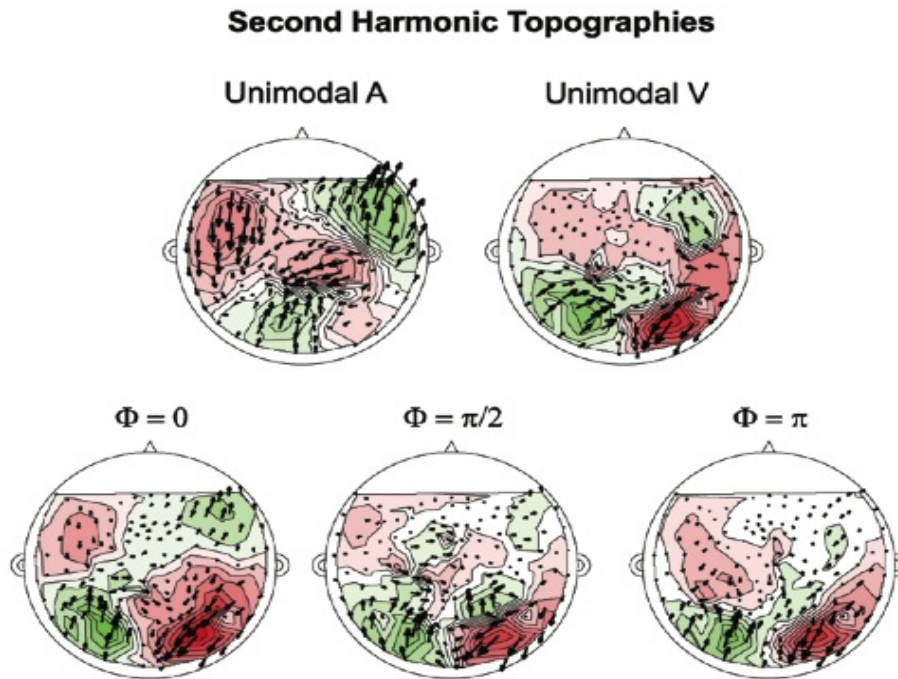 Second Harmonic Topographies
Unimodal A Unimodal V
Φ = 0 Φ = π/2 Φ = π